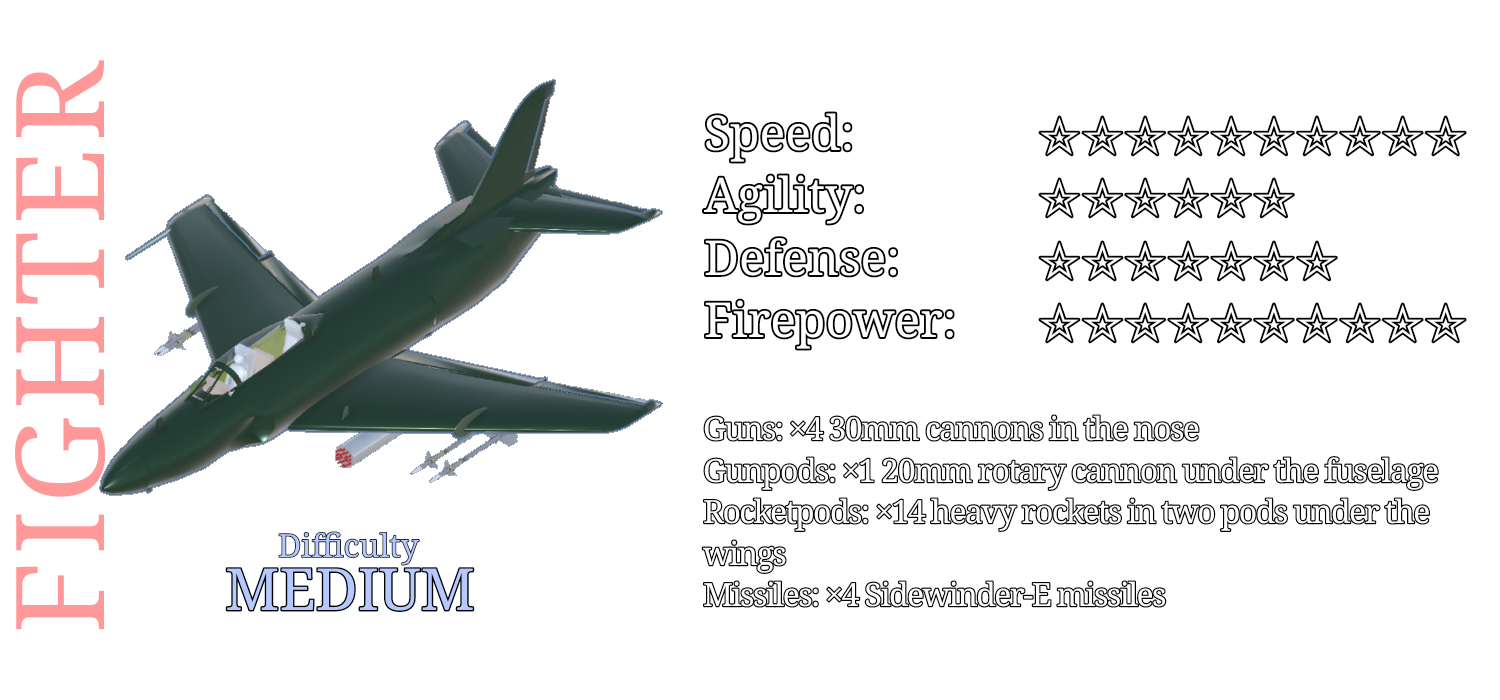 FIGHTER
Speed: ★★★★★★★★★★
Agility: ★★★★★★
Defense: ★★★★★★★
Firepower: ★★★★★★★★★★
Guns: ×4 30mm cannons in the nose
Gunpods: ×1 20mm rotary cannon under the fuselage
Rocketpods: ×14 heavy rockets in two pods under the
wings
Missiles: ×4 Sidewinder-E missiles
Difficulty
MEDIUM